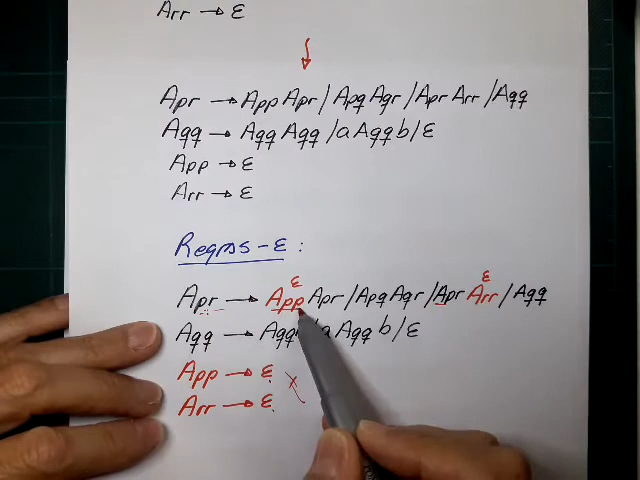 Arr → ε
Apr → App Apr / Apq Aqr / Apr Arr / Aqq
Aqq → Aqq Aqq / a Aqq b / ε
App → ε
Arr → ε
Regras - ε :
ε ε
Apr → App Apr / Apq Aqr / Apr Arr / Aqq
Aqq → Aqq / a Aqq b / ε
App → ε
Arr → ε